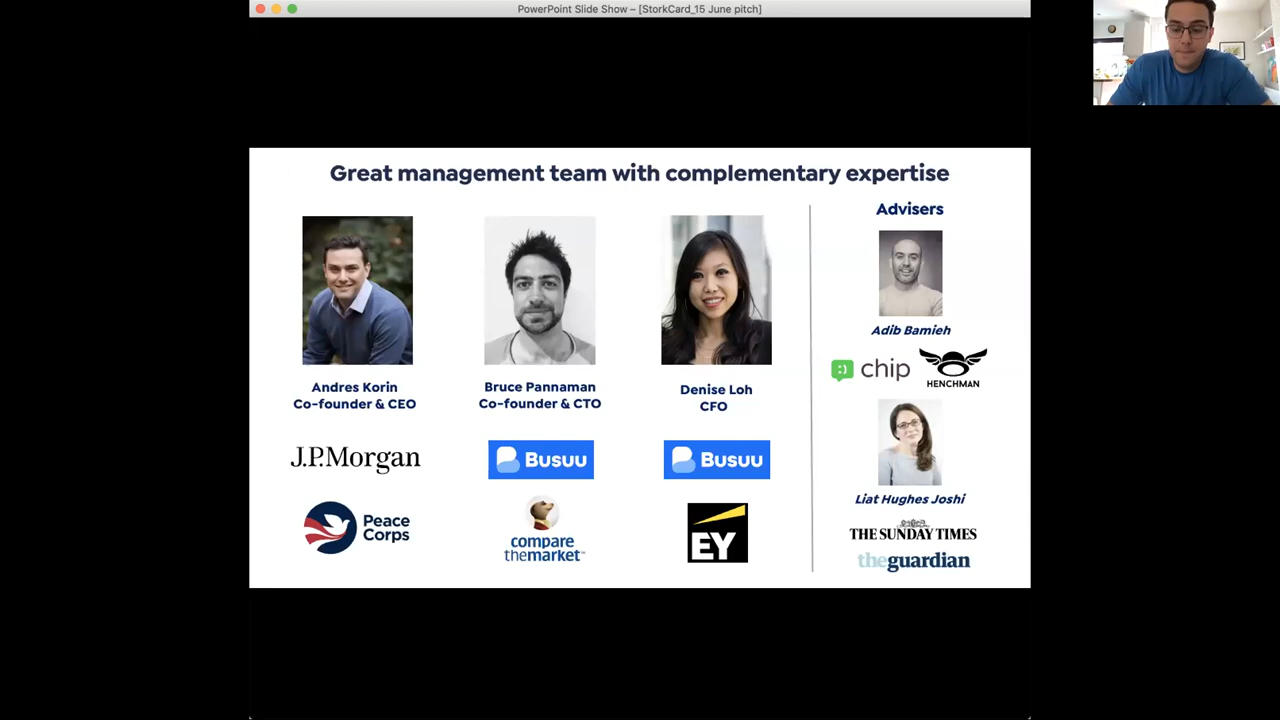 PowerPoint Slide Show – [StorkCard_15 June pitch]
Great management team with complementary expertise
Andres Korin
Co-founder & CEO
J.P.Morgan
Peace
Corps
Bruce Pannaman
Co-founder & CTO
Busuu
compare
themarket™
Denise Loh
CFO
Busuu
EY
Advisers
Adib Bamieh
chip
HENCHMAN
Liat Hughes Joshi
THE SUNDAY TIMES
theguardian